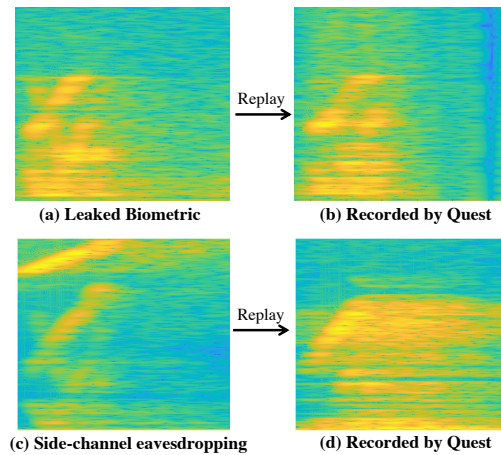 Replay
(a) Leaked Biometric
(b) Recorded by Quest
Replay
(c) Side-channel eavesdropping
(d) Recorded by Quest